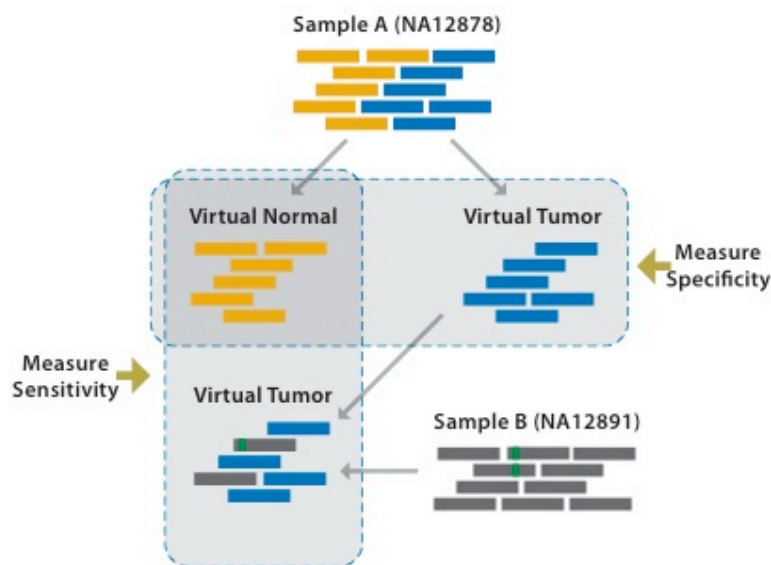 Sample A (NA12878)
Virtual Normal
Virtual Tumor
Measure
Specificity
Measure
Sensitivity
Virtual Tumor
Sample B (NA12891)